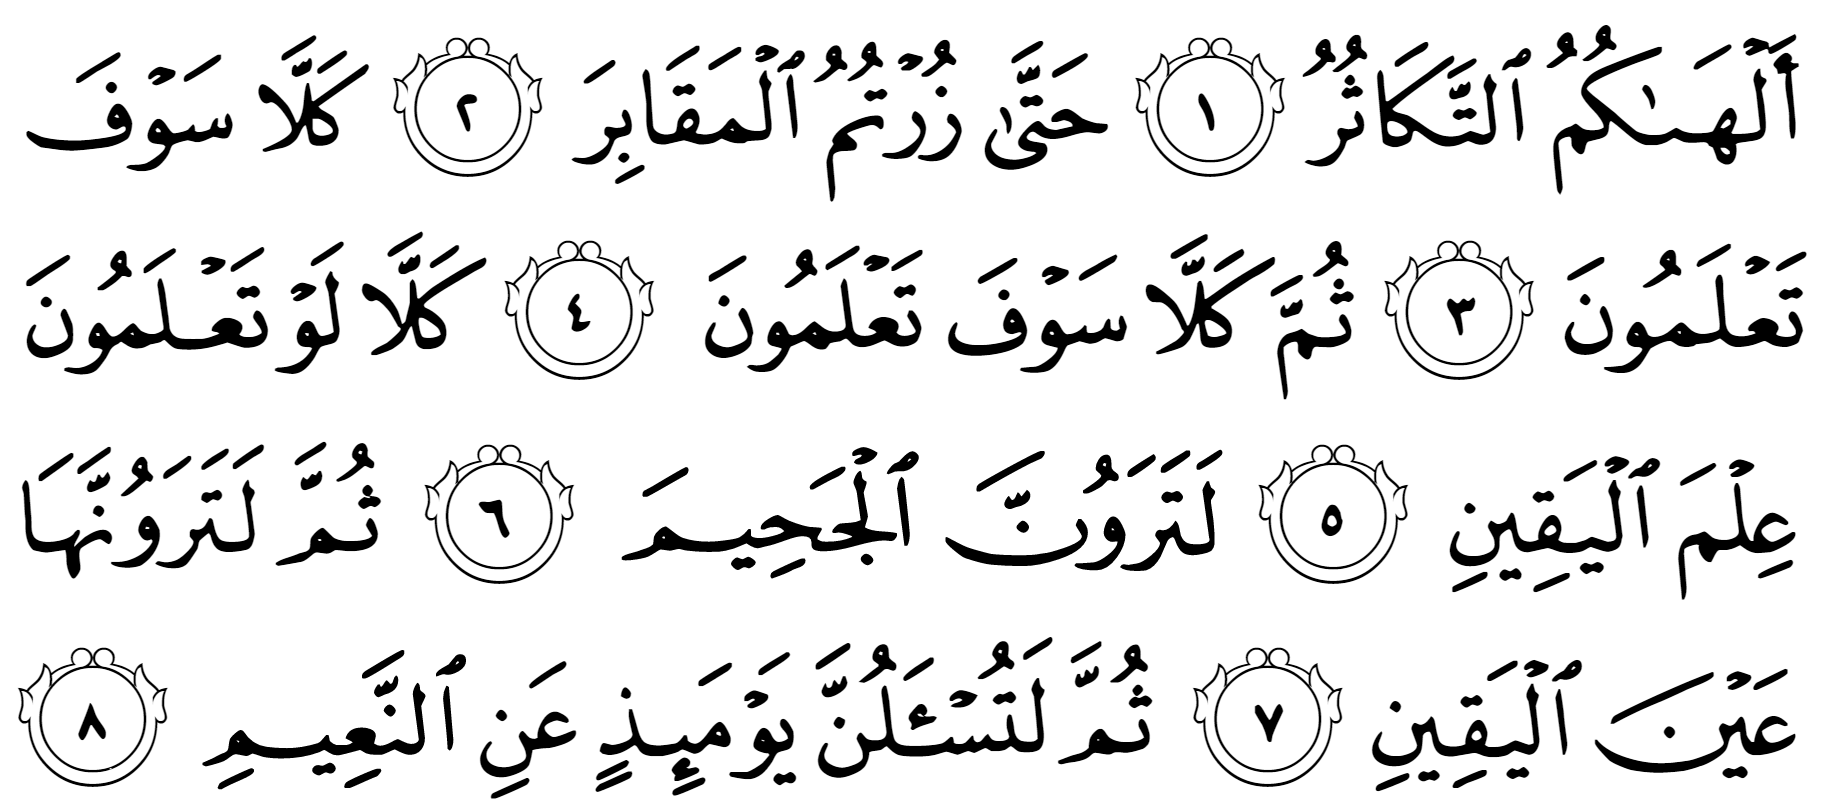 أَلْهَىٰكُمُ ٱلتَّكَاثُرُ ١ حَتَّىٰ زُرْتُمُ ٱلْمَقَابِرَ ٢ كَلَّا سَوْفَ
تَعْلَمُونَ ٣ ثُمَّ كَلَّا سَوْفَ تَعْلَمُونَ ٤ كَلَّا لَوْ تَعْلَمُونَ
عِلْمَ ٱلْيَقِينِ ٥ لَتَرَوُنَّ ٱلْجَحِيمَ ٦ ثُمَّ لَتَرَوُنَّهَا
عَيْنَ ٱلْيَقِينِ ٧ ثُمَّ لَتُسْـَٔلُنَّ يَوْمَئِذٍ عَنِ ٱلنَّعِيمِ ٨